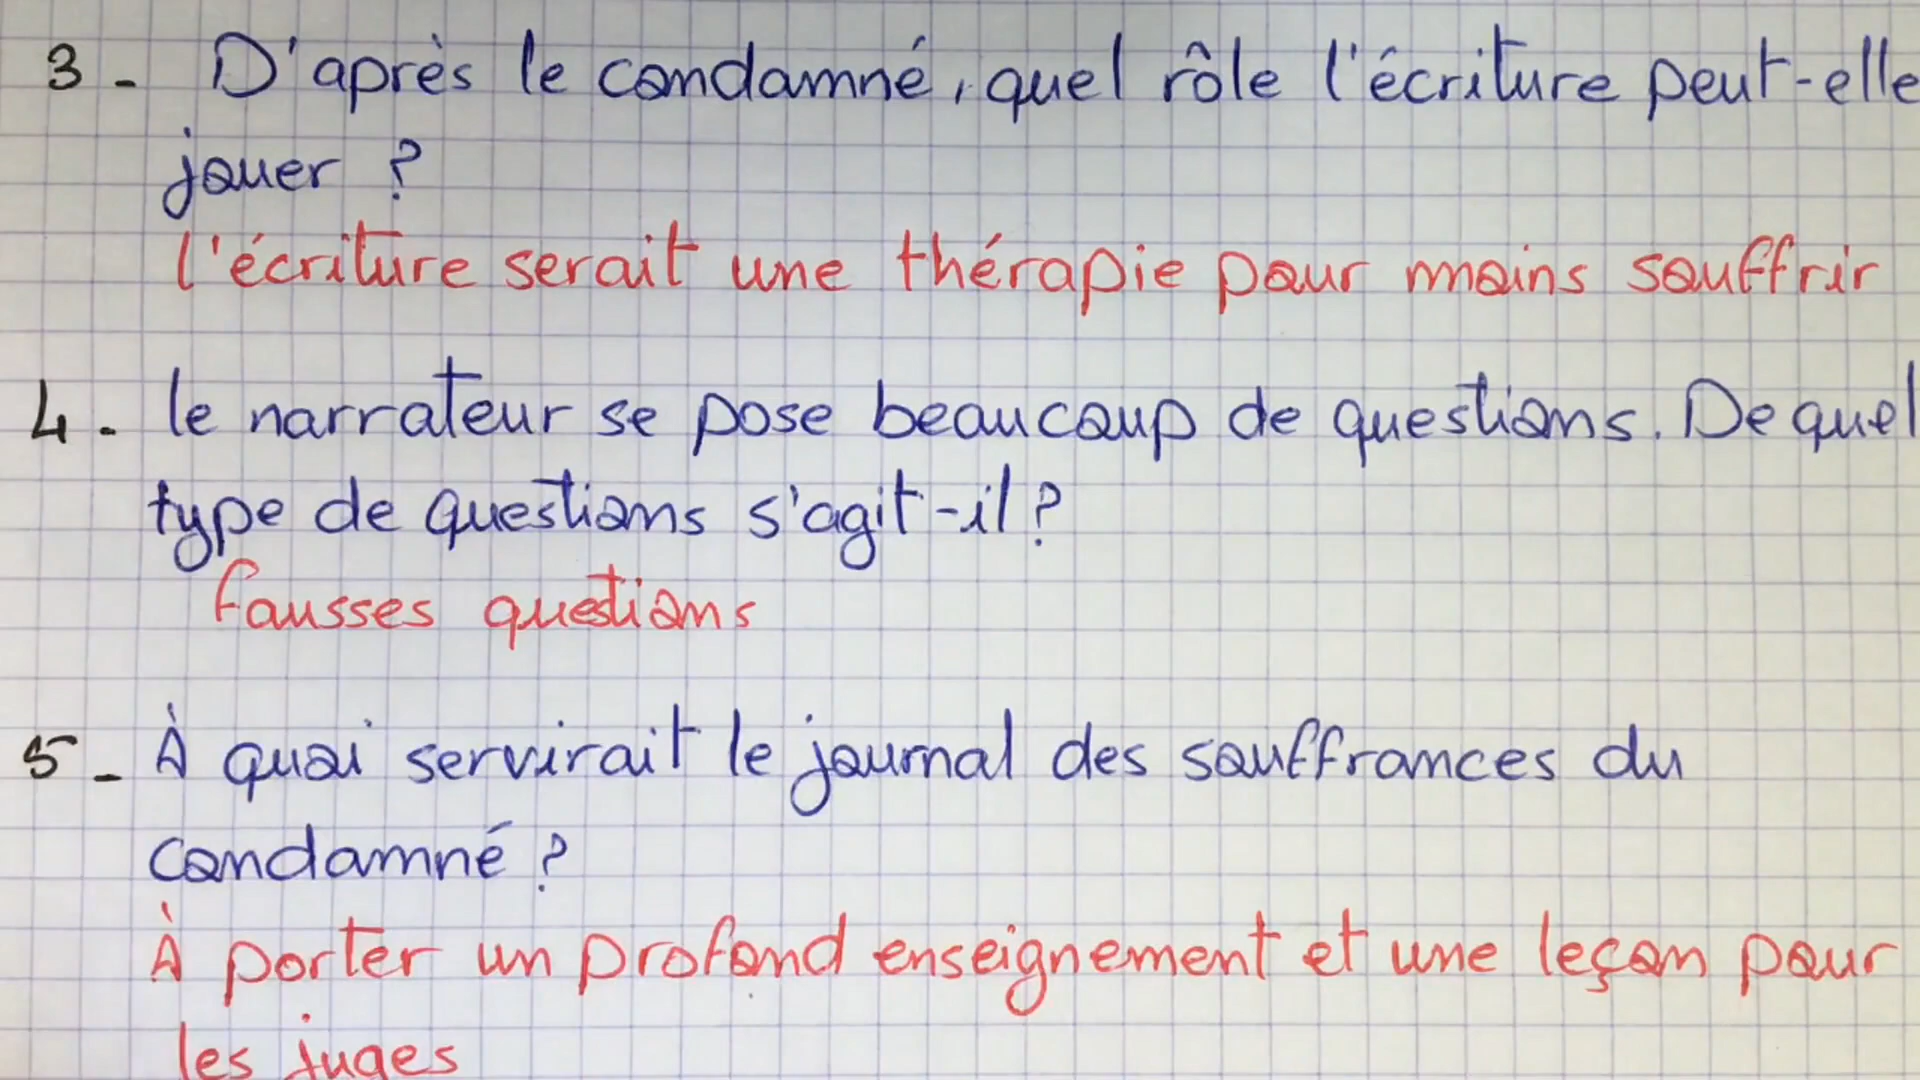 3 - D'après le condamné, quel rôle l'écriture peut-elle
jouer ?
l'écriture serait une thérapie pour moins souffrir
4 - le narrateur se pose beaucoup de questions. De quel
type de questions s'agit-il ?
fausses questions
5 - À quoi servirait le journal des souffrances du
condamné ?
À porter un profond enseignement et une leçon pour
les juges